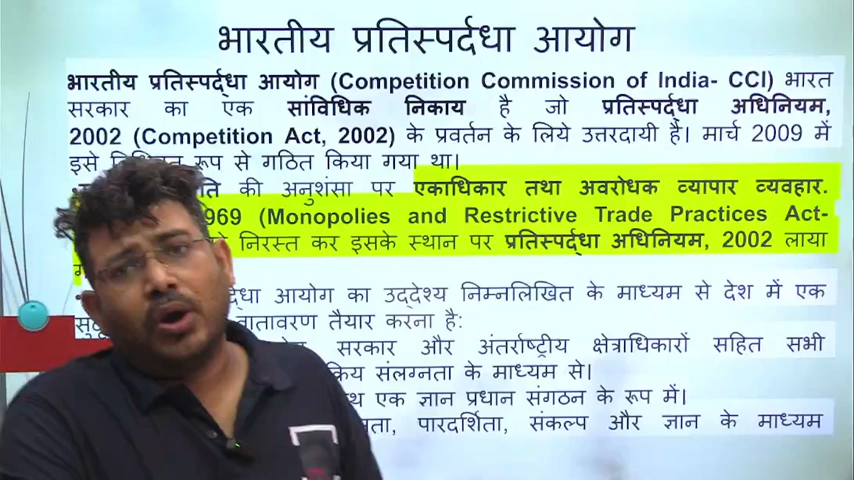 भारतीय प्रतिस्पर्दधा आयोग
भारतीय प्रतिस्पर्द्धा आयोग (Competition Commission of India- CCI) भारत
सरकार का एक सांविधिक निकाय है जो प्रतिस्पर्द्धा अधिनियम,
2002 (Competition Act, 2002) के प्रवर्तन के लिये उत्तरदायी है। मार्च 2009 में
इसे रूप से गठित किया गया था।
की अनुशंसा पर एकाधिकार तथा अवरोधक व्यापार व्यवहार.
969 (Monopolies and Restrictive Trade Practices Act-
निरस्त कर इसके स्थान पर प्रतिस्पर्द्धा अधिनियम, 2002 लाया
आयोग का उद्देश्य निम्नलिखित के माध्यम से देश में एक
वातावरण तैयार करना है:
सरकार और अंतर्राष्ट्रीय क्षेत्राधिकारों सहित सभी
संलग्नता के माध्यम से।
एक ज्ञान प्रधान संगठन के रूप में।
पारदर्शिता, संकल्प और ज्ञान के माध्यम